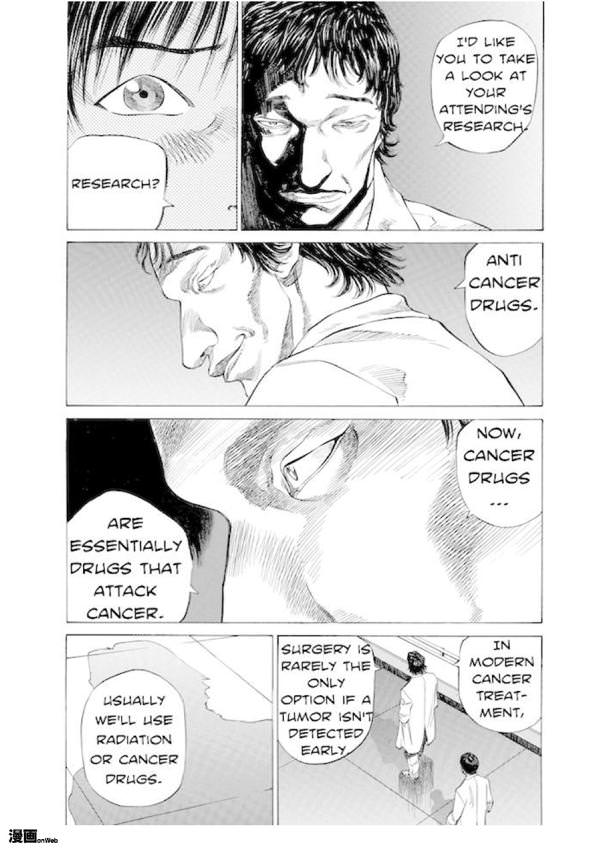 I'D LIKE
YOU TO TAKE
A LOOK AT
YOUR
ATTENDING'S
RESEARCH.
RESEARCH?
ANTI
CANCER
DRUGS.
NOW,
CANCER
DRUGS
...
ARE
ESSENTIALLY
DRUGS THAT
ATTACK
CANCER.
IN
MODERN
CANCER
TREAT-
MENT,
SURGERY IS
RARELY THE
ONLY
OPTION IF A
TUMOR ISN'T
DETECTED
EARLY.
USUALLY
WE'LL USE
RADIATION
OR CANCER
DRUGS.
漫画onWeb